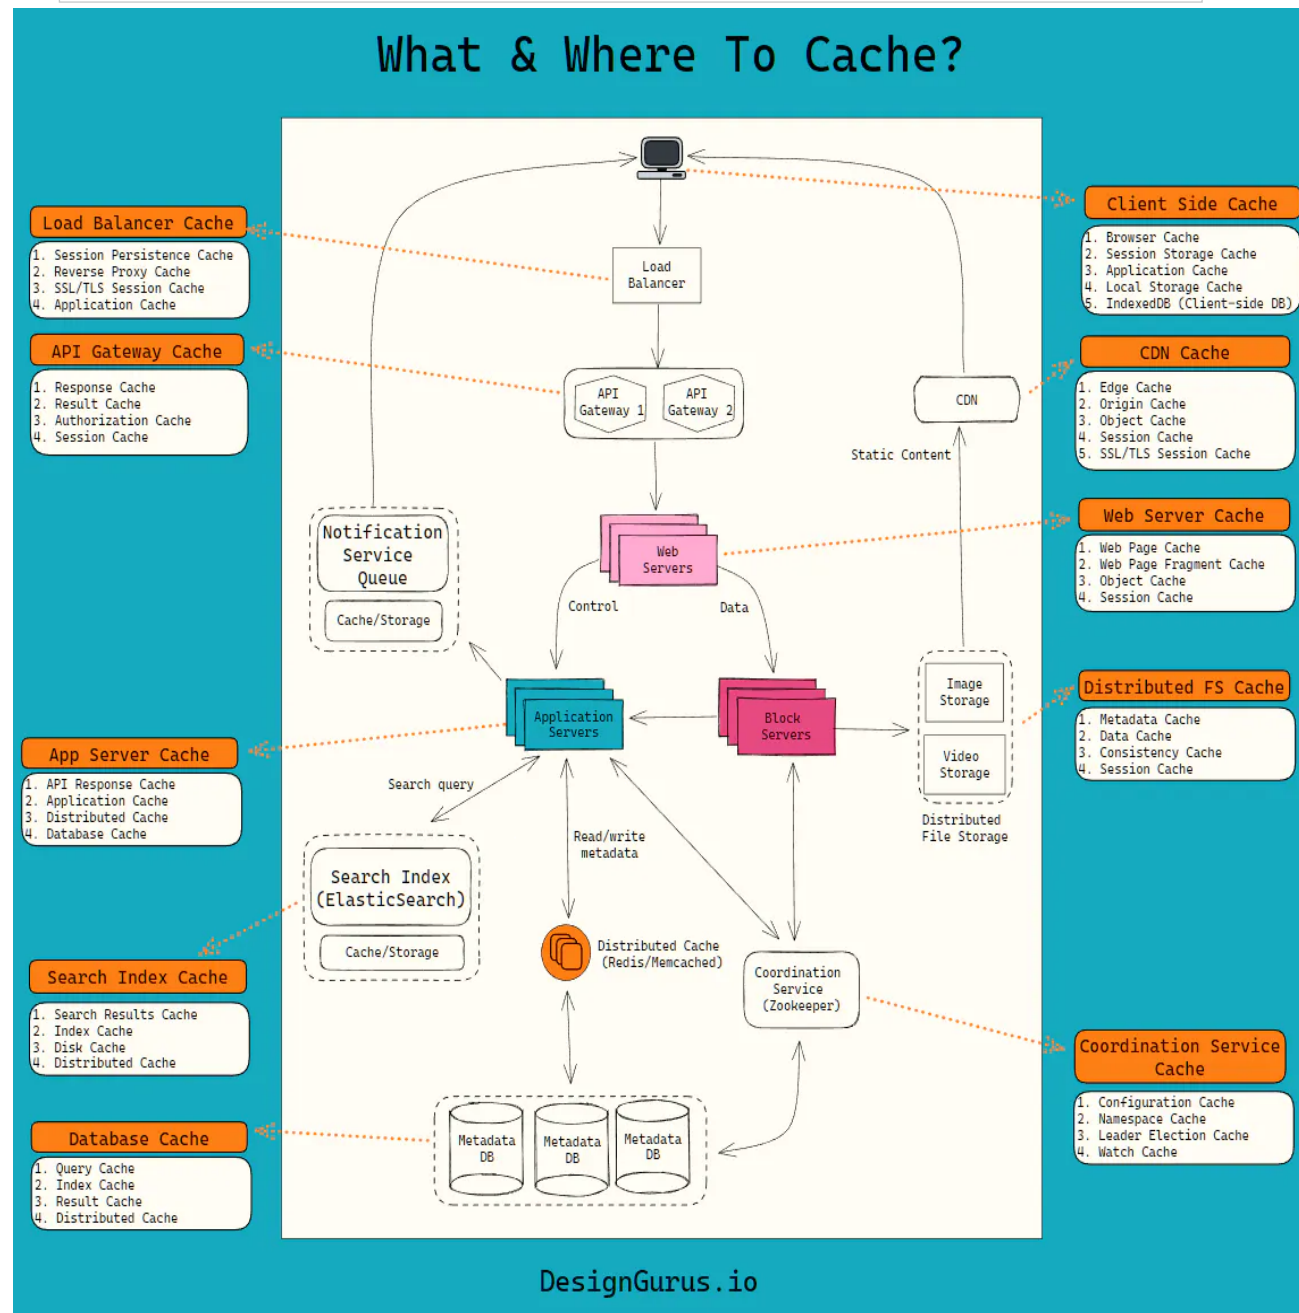 What & Where To Cache?
Load Balancer Cache
1. Session Persistence Cache
2. Reverse Proxy Cache
3. SSL/TLS Session Cache
4. Application Cache
API Gateway Cache
1. Response Cache
2. Result Cache
3. Authorization Cache
4. Session Cache
App Server Cache
1. API Response Cache
2. Application Cache
3. Distributed Cache
4. Database Cache
Search Index Cache
1. Search Results Cache
2. Index Cache
3. Disk Cache
4. Distributed Cache
Database Cache
1. Query Cache
2. Index Cache
3. Result Cache
4. Distributed Cache
Load
Balancer
API
Gateway 1
API
Gateway 2
CDN
Static Content
Notification
Service
Queue
Cache/Storage
Web
Servers
Control
Data
Application
Servers
Block
Servers
Image
Storage
Video
Storage
Distributed
File Storage
Search query
Read/write
metadata
Search Index
(ElasticSearch)
Cache/Storage
Distributed Cache
(Redis/Memcached)
Coordination
Service
(Zookeeper)
Metadata
DB
Metadata
DB
Metadata
DB
Client Side Cache
1. Browser Cache
2. Session Storage Cache
3. Application Cache
4. Local Storage Cache
5. IndexedDB (Client-side DB)
CDN Cache
1. Edge Cache
2. Origin Cache
3. Object Cache
4. Session Cache
5. SSL/TLS Session Cache
Web Server Cache
1. Web Page Cache
2. Web Page Fragment Cache
3. Object Cache
4. Session Cache
Distributed FS Cache
1. Metadata Cache
2. Data Cache
3. Consistency Cache
4. Session Cache
Coordination Service
Cache
1. Configuration Cache
2. Namespace Cache
3. Leader Election Cache
4. Watch Cache
DesignGurus.io